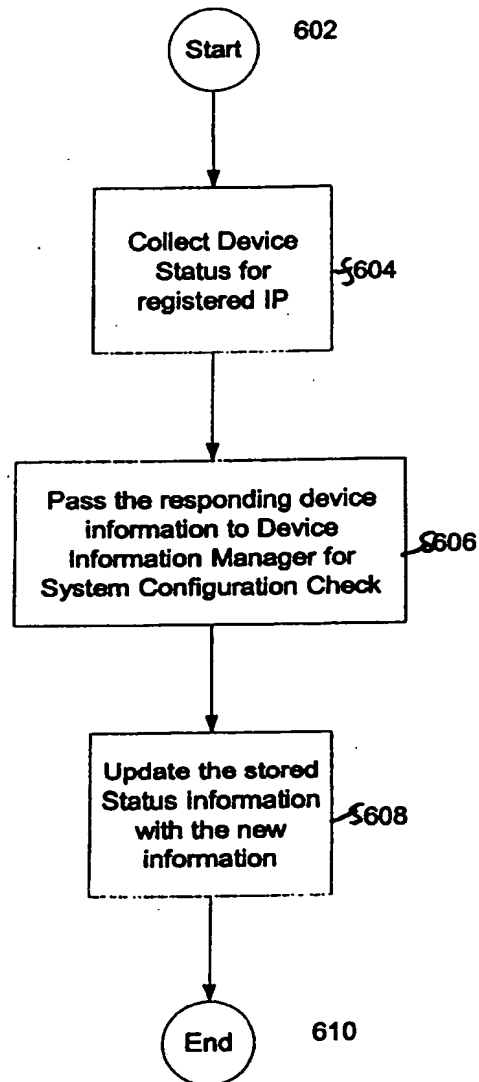 602
Start
Collect Device
Status for
registered IP
604
Pass the responding device
information to Device
Information Manager for
System Configuration Check
606
Update the stored
Status information
with the new
information
608
End
610